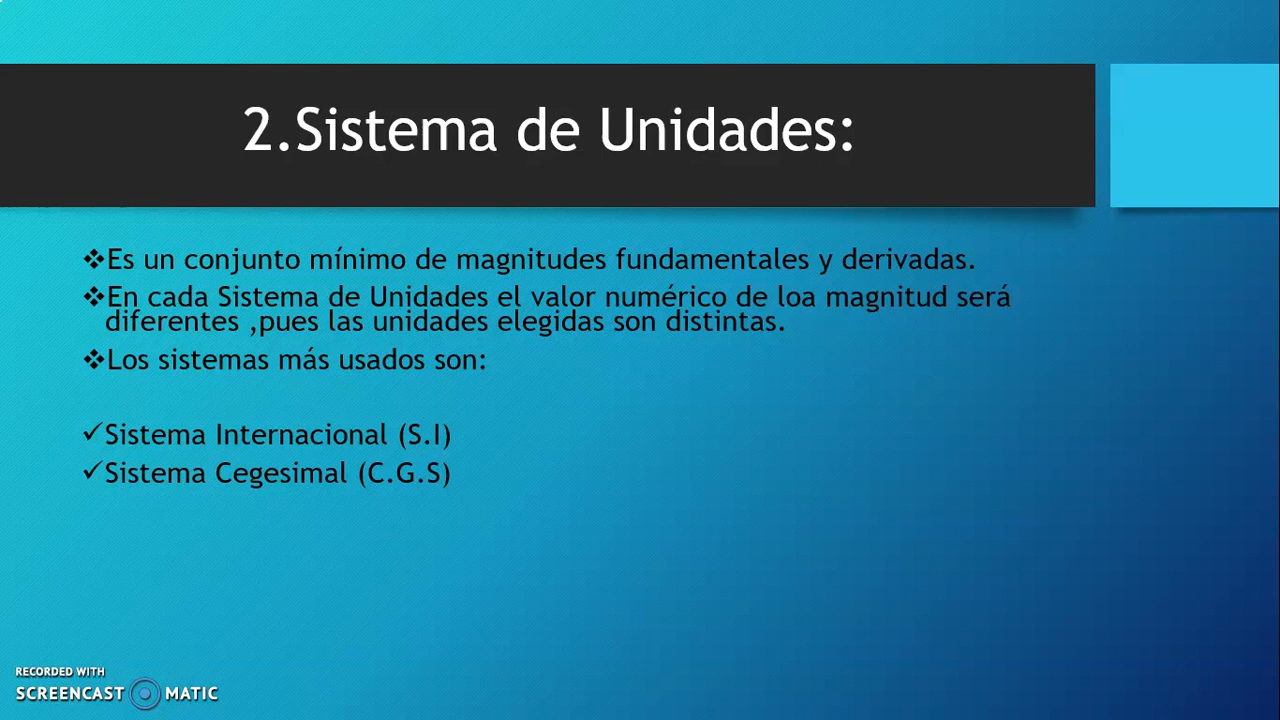 2.Sistema de Unidades:
❖Es un conjunto mínimo de magnitudes fundamentales y derivadas.
❖En cada Sistema de Unidades el valor numérico de loa magnitud será
diferentes ,pues las unidades elegidas son distintas.
❖Los sistemas más usados son:
✓Sistema Internacional (S.I)
✓Sistema Cegesimal (C.G.S)
RECORDED WITH
SCREENCAST MATIC